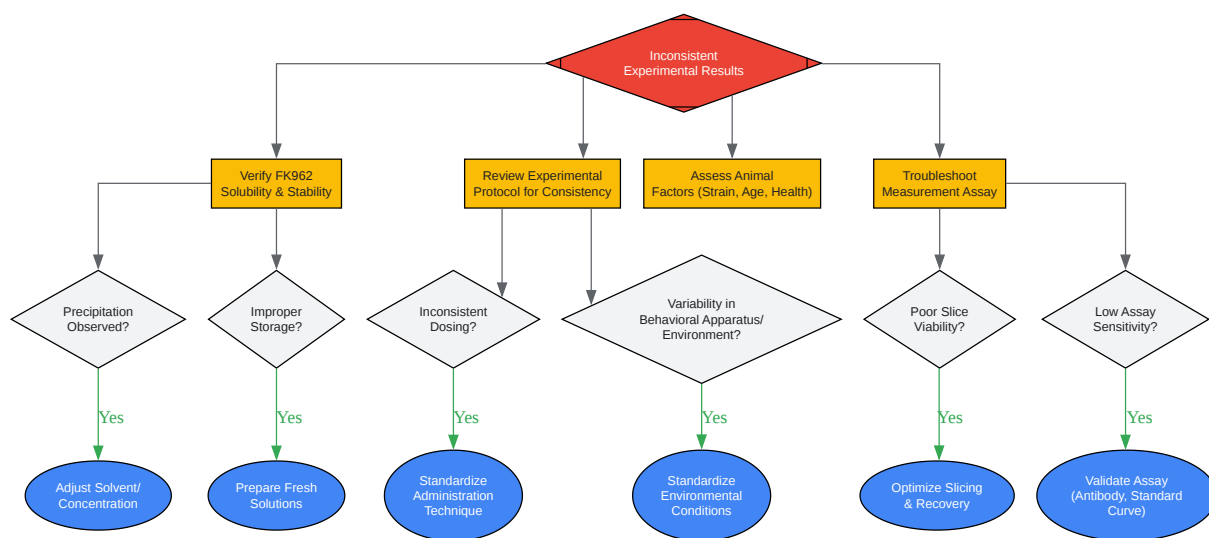 Inconsistent
Experimental Results
Verify FK962
Solubility & Stability
Review Experimental
Protocol for Consistency
Assess Animal
Factors (Strain, Age, Health)
Troubleshoot
Measurement Assay
Precipitation
Observed?
Improper
Storage?
Inconsistent
Dosing?
Variability in
Behavioral Apparatus/
Environment?
Poor Slice
Viability?
Low Assay
Sensitivity?
Yes
Yes
Yes
Yes
Yes
Yes
Adjust Solvent/
Concentration
Prepare Fresh
Solutions
Standardize
Administration
Technique
Standardize
Environmental
Conditions
Optimize Slicing
& Recovery
Validate Assay
(Antibody, Standard
Curve)